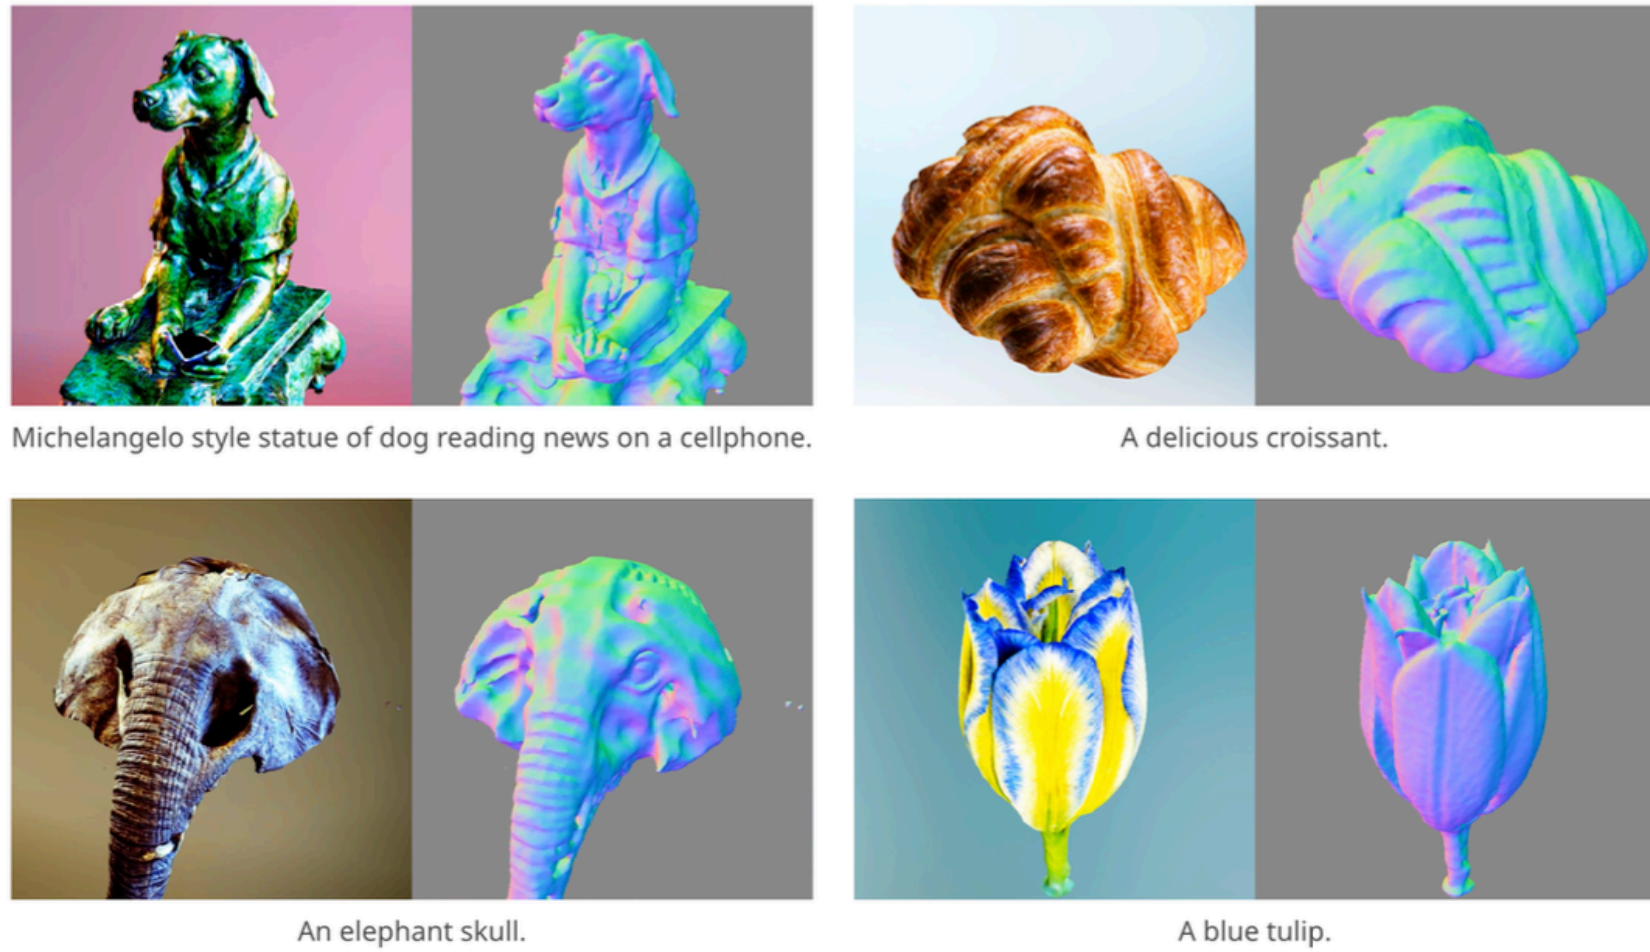 Michelangelo style statue of dog reading news on a cellphone.
A delicious croissant.
An elephant skull.
A blue tulip.